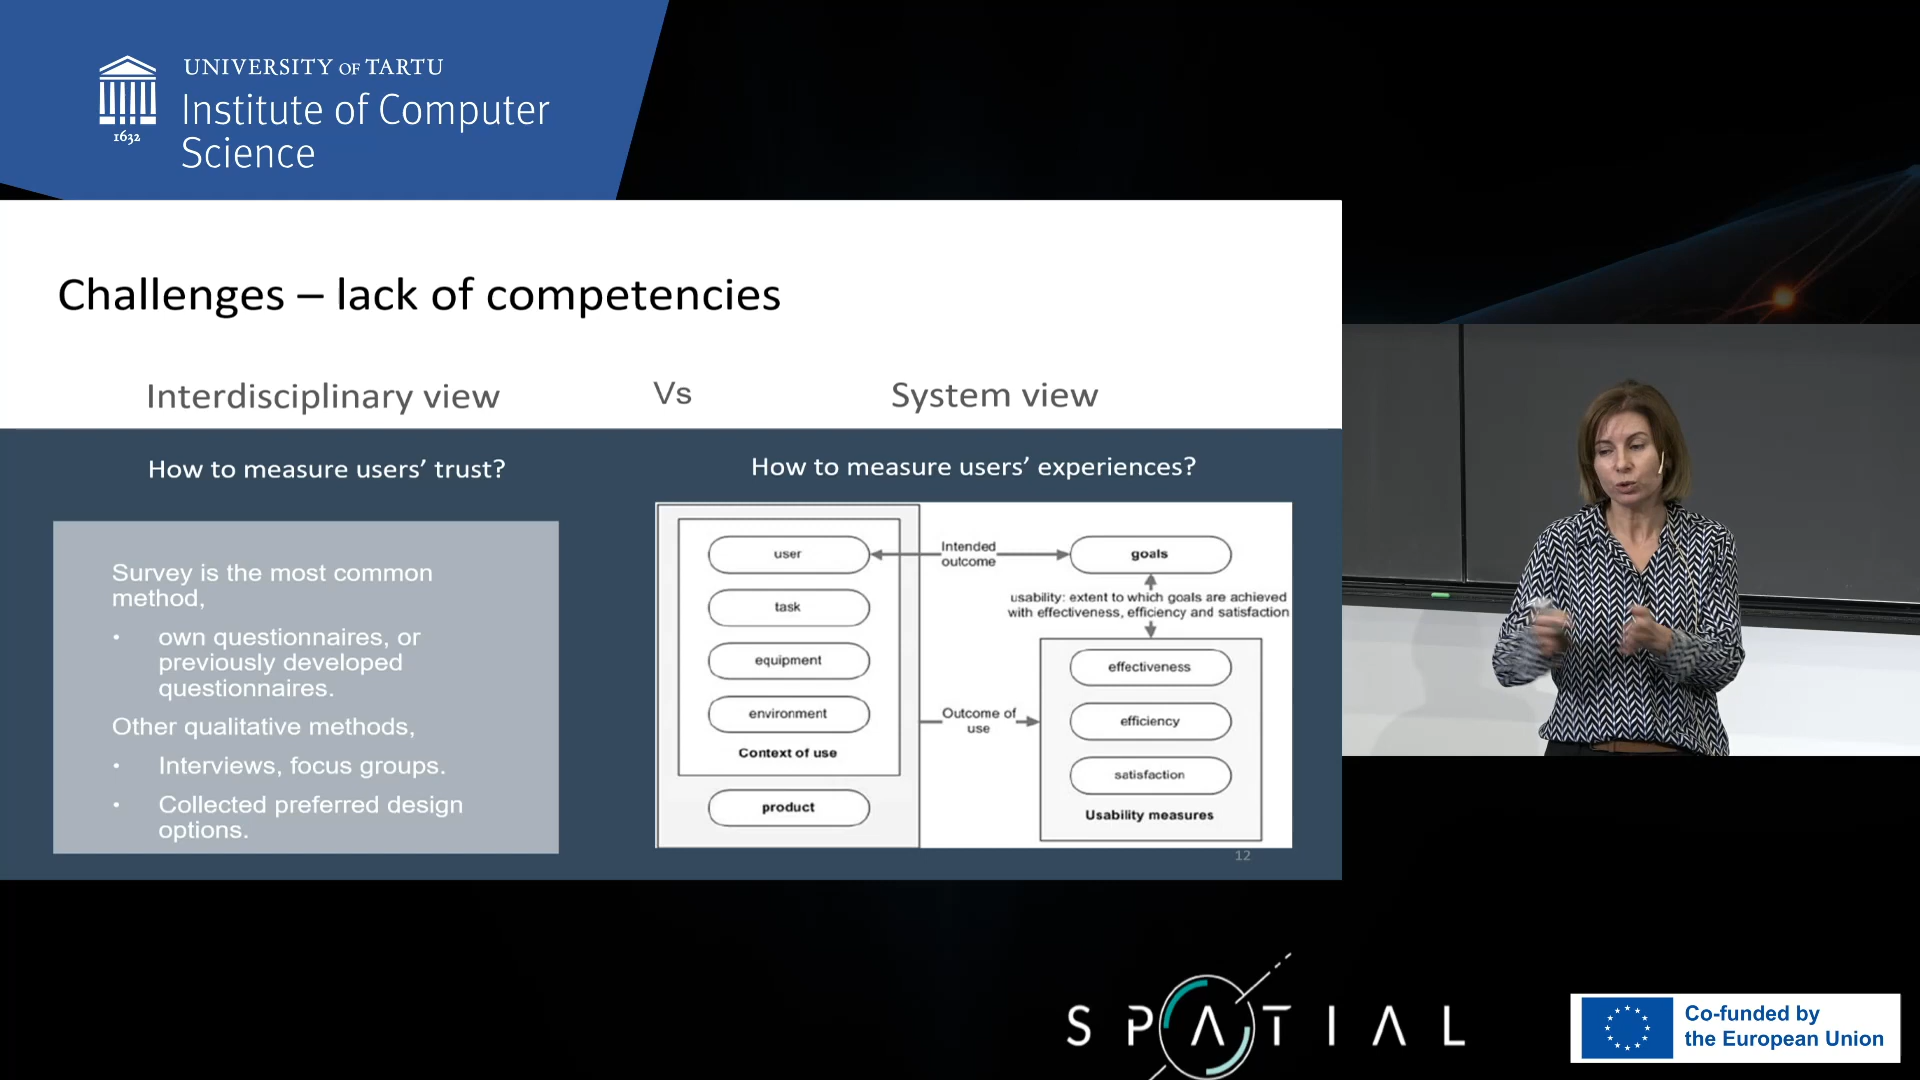 UNIVERSITY OF TARTU
Institute of Computer
Science
1632
Challenges – lack of competencies
Interdisciplinary view
Vs
System view
How to measure users’ trust?
Survey is the most common
method,
• own questionnaires, or
previously developed
questionnaires.
Other qualitative methods,
• Interviews, focus groups.
• Collected preferred design
options.
How to measure users’ experiences?
user
task
equipment
environment
Context of use
product
Intended
outcome
goals
usability: extent to which goals are achieved
with effectiveness, efficiency and satisfaction
Outcome of
use
effectiveness
efficiency
satisfaction
Usability measures
12
SPATIAL
Co-funded by
the European Union